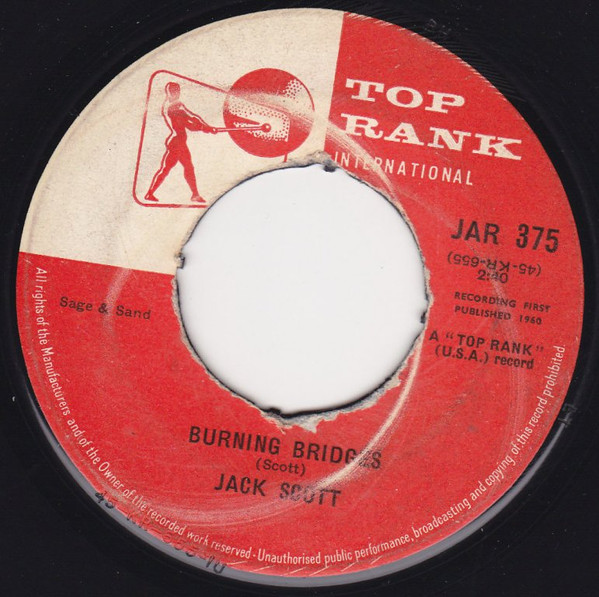 TOP
RANK
INTERNATIONAL
JAR 375
(45-KR-655)
RECORDING FIRST
PUBLISHED 1960
A "TOP RANK"
(U.S.A.) record
Sage & Sand
BURNING BRIDGES
(Scott)
JACK SCOTT
All rights of the Manufacturers and of the Owner of the Recorded work reserved - Unauthorised public performance, broadcasting and copying of this record prohibited.